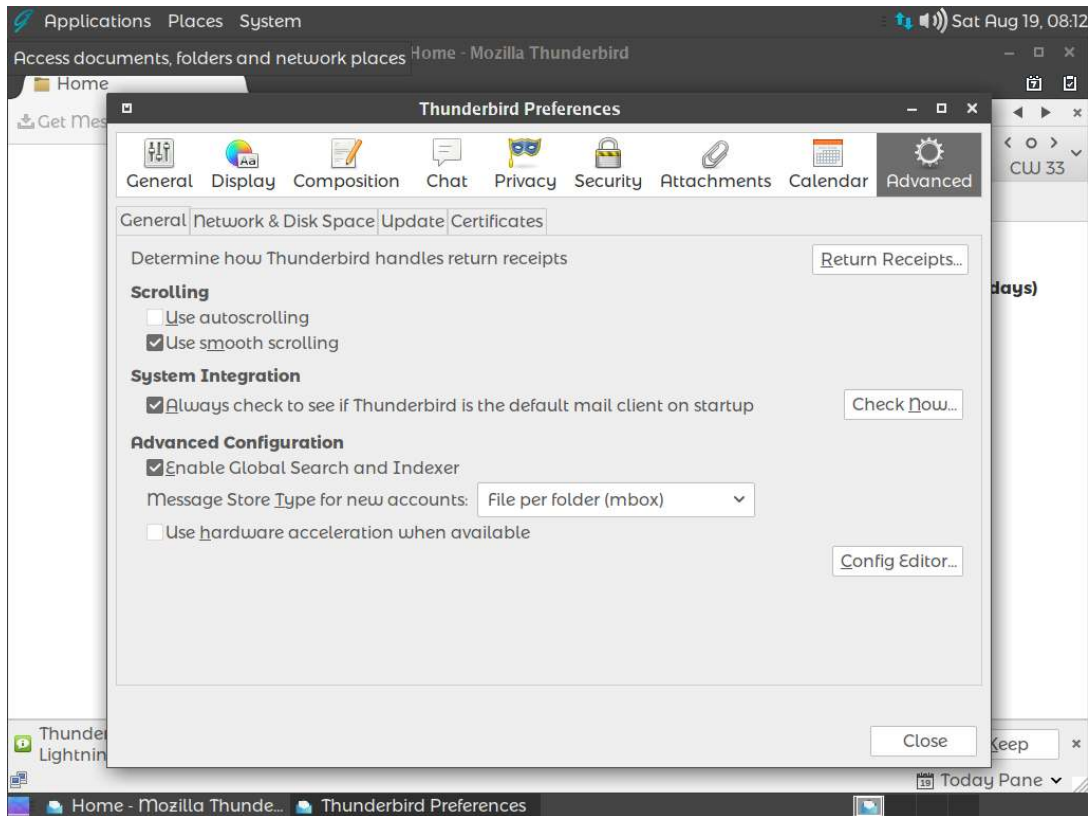 Applications Places System Sat Aug 19, 08:12
Access documents, folders and network places Home - Mozilla Thunderbird
Home
Get Mes
Thunderbird Preferences
CW 33
General Display Composition Chat Privacy Security Attachments Calendar Advanced
General Network & Disk Space Update Certificates
Determine how Thunderbird handles return receipts Return Receipts...
days)
Scrolling
Use autoscrolling
Use smooth scrolling
System Integration
Always check to see if Thunderbird is the default mail client on startup Check Now...
Advanced Configuration
Enable Global Search and Indexer
Message Store Type for new accounts: File per folder (mbox)
Use hardware acceleration when available
Config Editor...
Close
Thunder
Lightnin
Keep
19 Today Pane
Home - Mozilla Thunde... Thunderbird Preferences